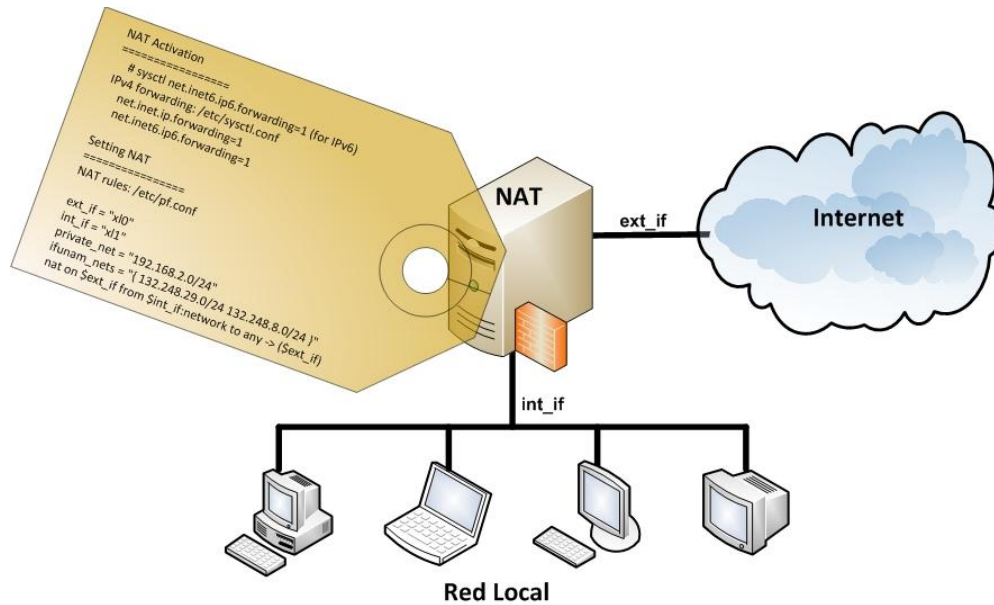 NAT Activation
================
# sysctl net.inet6.ip6.forwarding=1 (for IPv6)
IPv4 forwarding: /etc/sysctl.conf
net.inet.ip.forwarding=1
net.inet6.ip6.forwarding=1
Setting NAT
===============
NAT rules: /etc/pf.conf
ext_if = "xl0"
int_if = "xl1"
private_net = "192.168.2.0/24"
ifunam_nets = "{ 132.248.29.0/24 132.248.8.0/24 }"
nat on $ext_if from $int_if:network to any -> ($ext_if)
NAT
ext_if
Internet
int_if
Red Local